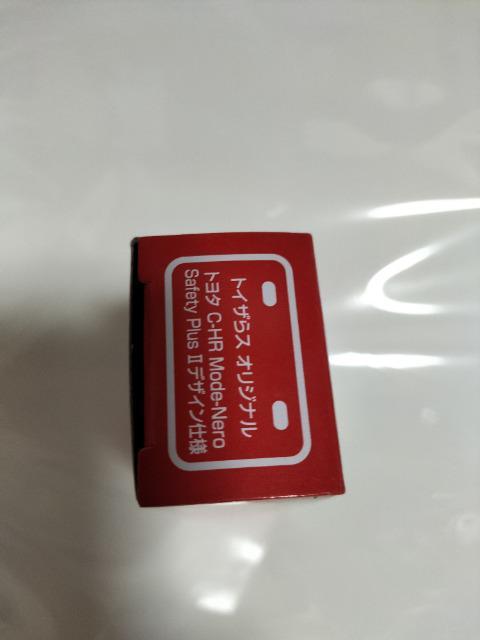 トイザらス オリジナル
トヨタ C-HR Mode-Nero
Safety Plus Ⅱデザイン仕様